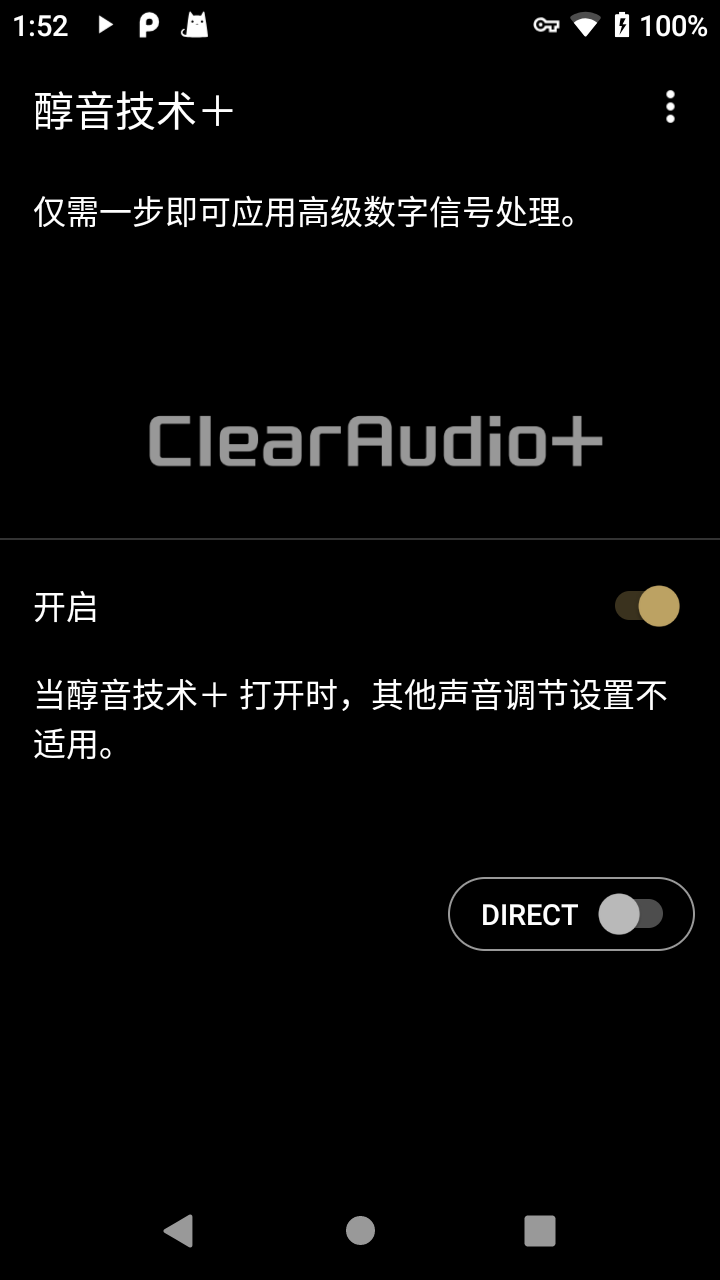 1:52
100%
醇音技术＋
仅需一步即可应用高级数字信号处理。
ClearAudio+
开启
当醇音技术＋ 打开时，其他声音调节设置不
适用。
DIRECT